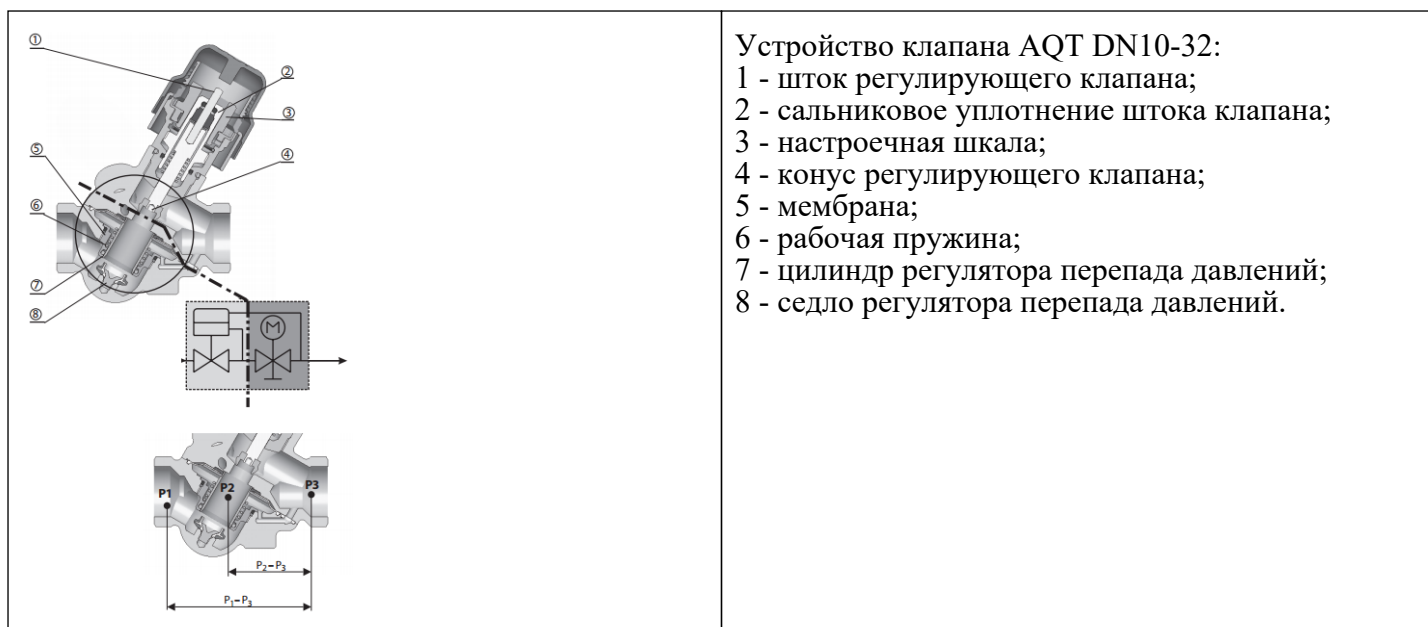 ①
②
③
④
⑤
⑥
⑦
⑧
M
P1
P2
P3
P₂–P₃
P₁–P₃
Устройство клапана AQT DN10-32:
1 - шток регулирующего клапана;
2 - сальниковое уплотнение штока клапана;
3 - настроечная шкала;
4 - конус регулирующего клапана;
5 - мембрана;
6 - рабочая пружина;
7 - цилиндр регулятора перепада давлений;
8 - седло регулятора перепада давлений.